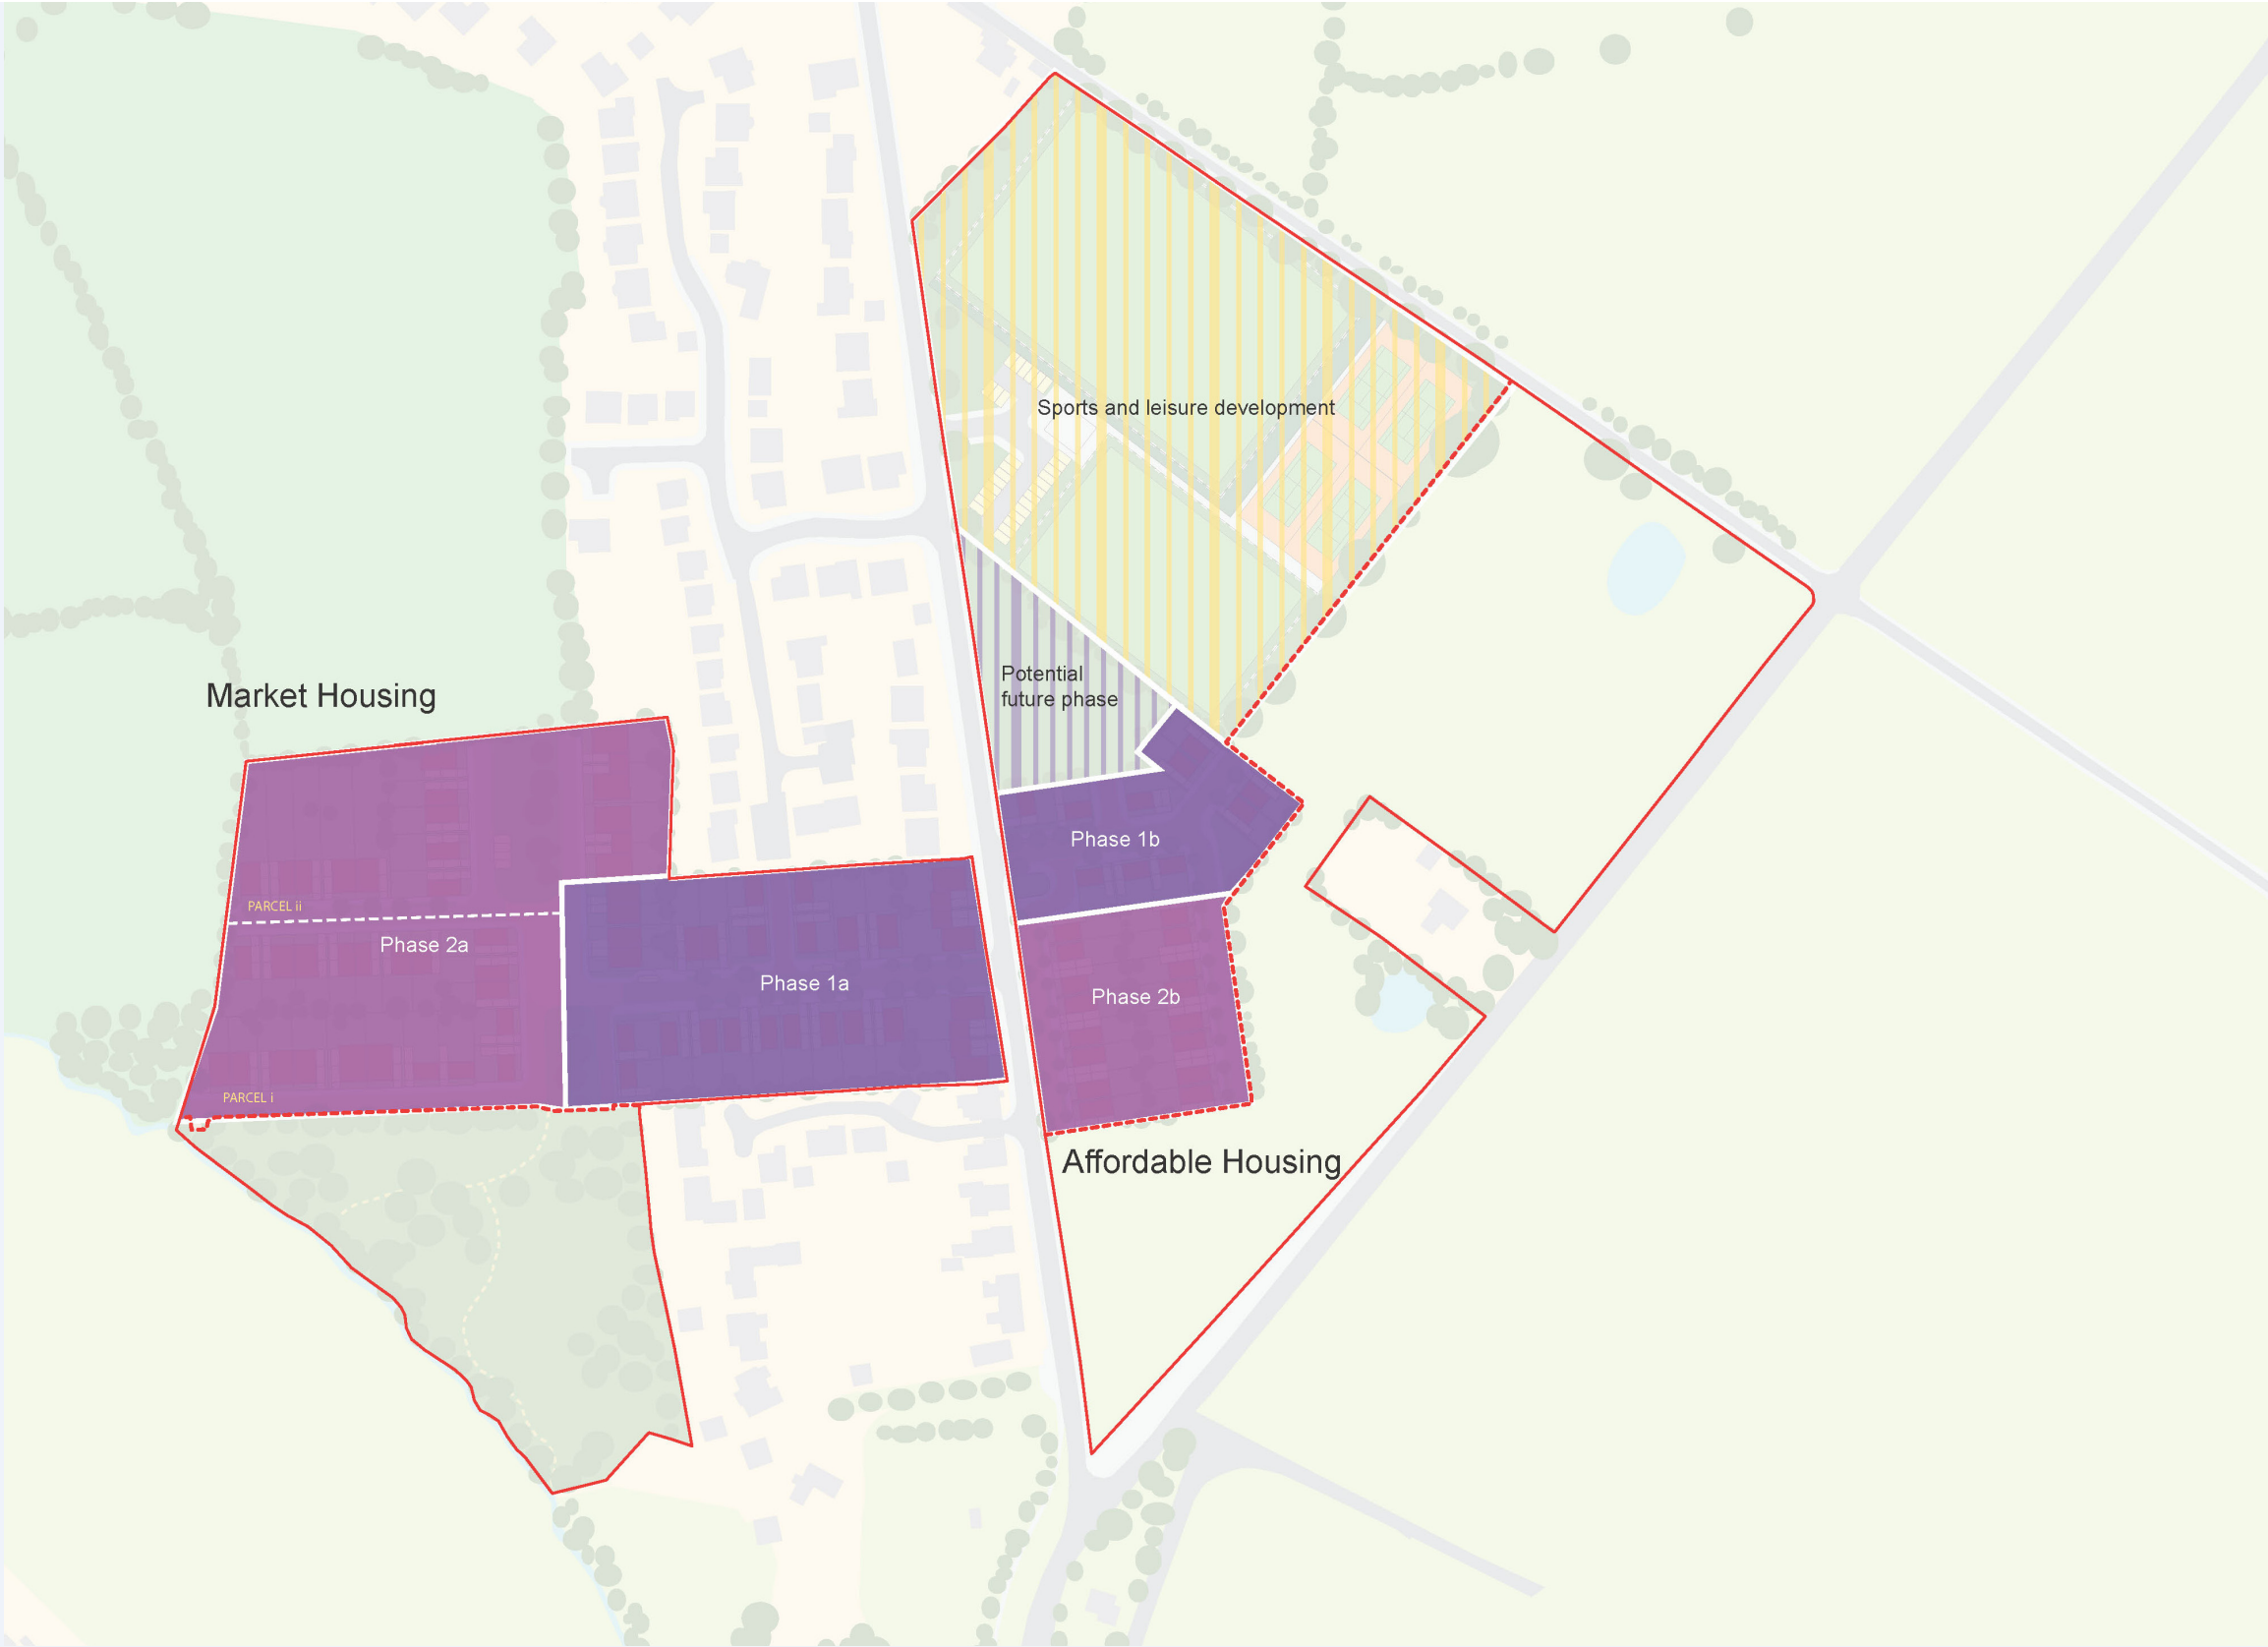 Sports and leisure development
Potential
future phase
Market Housing
Phase 1b
PARCEL ii
Phase 2a
Phase 1a
Phase 2b
PARCEL i
Affordable Housing